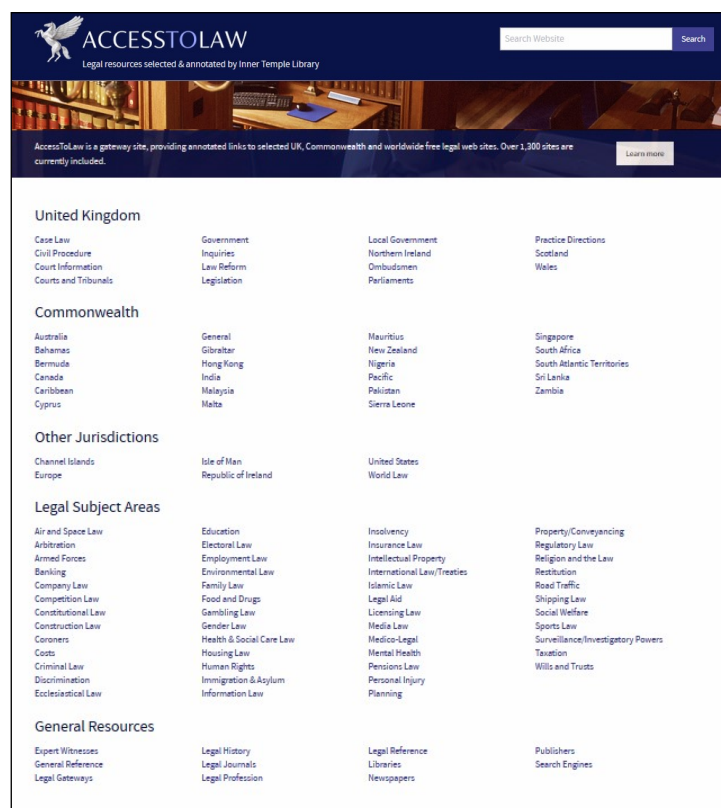 ACCESSTOLAW
Search Website
Search
Legal resources selected & annotated by Inner Temple Library
AccessToLaw is a gateway site, providing annotated links to selected UK, Commonwealth and worldwide free legal web sites. Over 1,300 sites are
currently included.
Learn more
United Kingdom
Case Law Government Local Government Practice Directions
Civil Procedure Inquiries Northern Ireland Scotland
Court Information Law Reform Ombudsmen Wales
Courts and Tribunals Legislation Parliaments
Commonwealth
Australia General Mauritius Singapore
Bahamas Gibraltar New Zealand South Africa
Bermuda Hong Kong Nigeria South Atlantic Territories
Canada India Pacific Sri Lanka
Caribbean Malaysia Pakistan Zambia
Cyprus Malta Sierra Leone
Other Jurisdictions
Channel Islands Isle of Man United States
Europe Republic of Ireland World Law
Legal Subject Areas
Air and Space Law Education Insolvency Property/Conveyancing
Arbitration Electoral Law Insurance Law Regulatory Law
Armed Forces Employment Law Intellectual Property Religion and the Law
Banking Environmental Law International Law/Treaties Restitution
Company Law Family Law Islamic Law Road Traffic
Competition Law Food and Drugs Legal Aid Shipping Law
Constitutional Law Gambling Law Licensing Law Social Welfare
Construction Law Gender Law Media Law Sports Law
Coroners Health & Social Care Law Medico-Legal Surveillance/Investigatory Powers
Costs Housing Law Mental Health Taxation
Criminal Law Human Rights Pensions Law Wills and Trusts
Discrimination Immigration & Asylum Personal Injury
Ecclesiastical Law Information Law Planning
General Resources
Expert Witnesses Legal History Legal Reference Publishers
General Reference Legal Journals Libraries Search Engines
Legal Gateways Legal Profession Newspapers